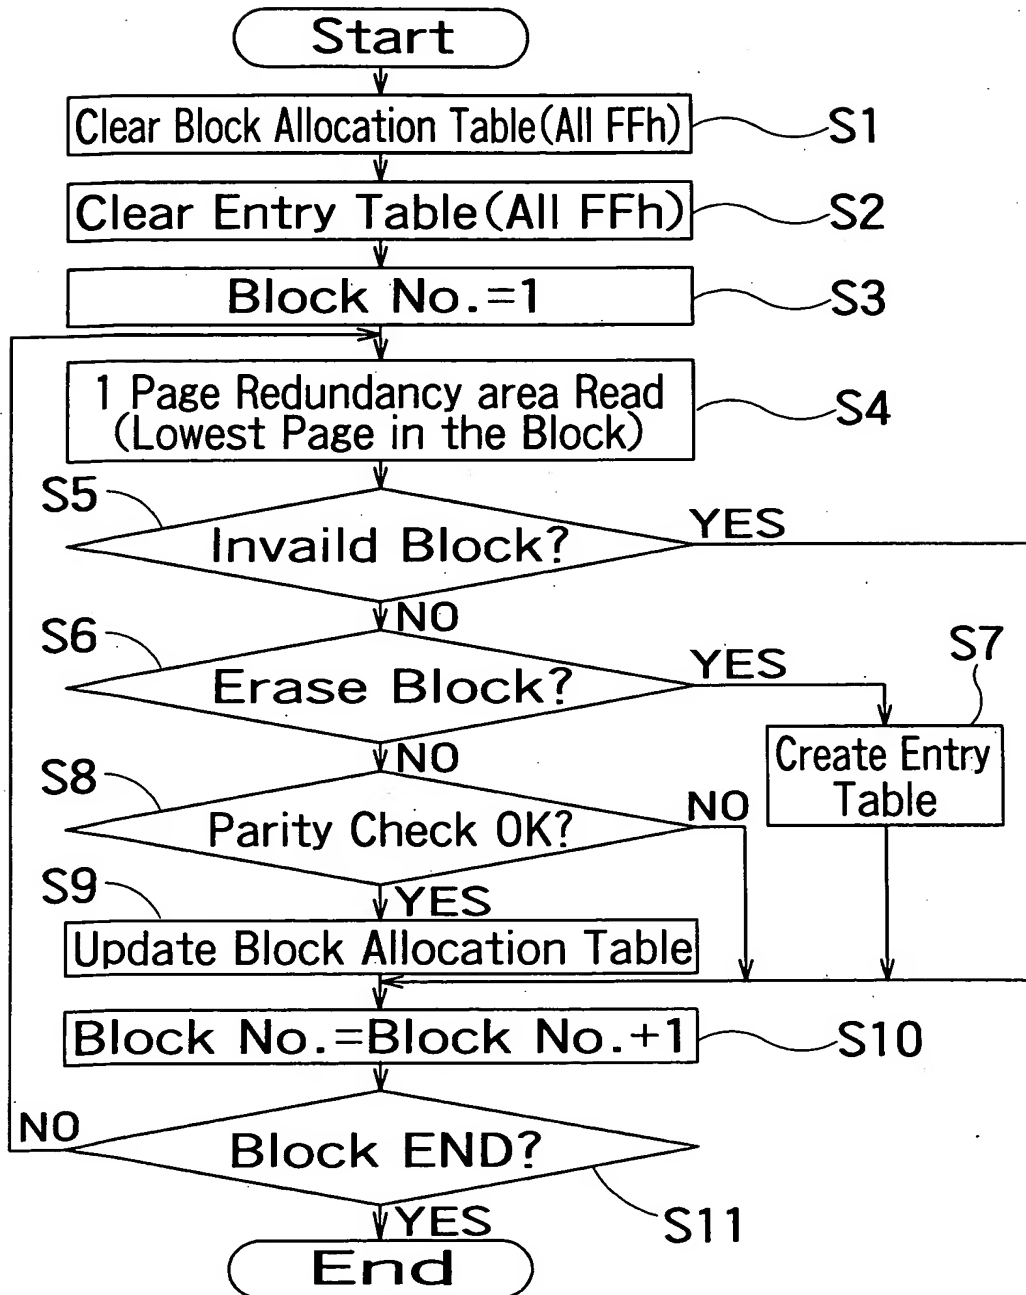 Start
Clear Block Allocation Table(All FFh)
S1
Clear Entry Table(All FFh)
S2
Block No.=1
S3
1 Page Redundancy area Read
(Lowest Page in the Block)
S4
S5
Invaild Block?
YES
NO
S6
Erase Block?
YES
S7
NO
Create Entry
Table
S8
Parity Check OK?
NO
YES
S9
Update Block Allocation Table
Block No.=Block No.+1
S10
NO
Block END?
S11
YES
End